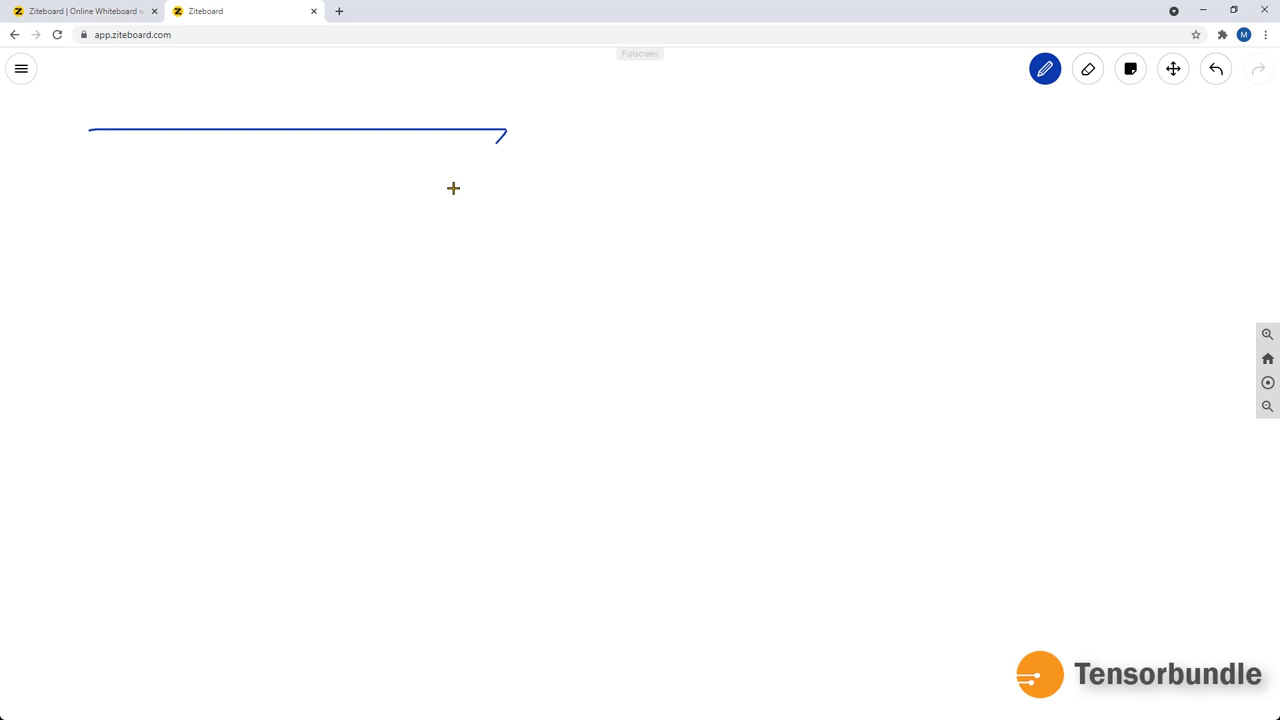 Ziteboard | Online Whiteboard w
Ziteboard
app.ziteboard.com
M
Fullscreen
Tensorbundle